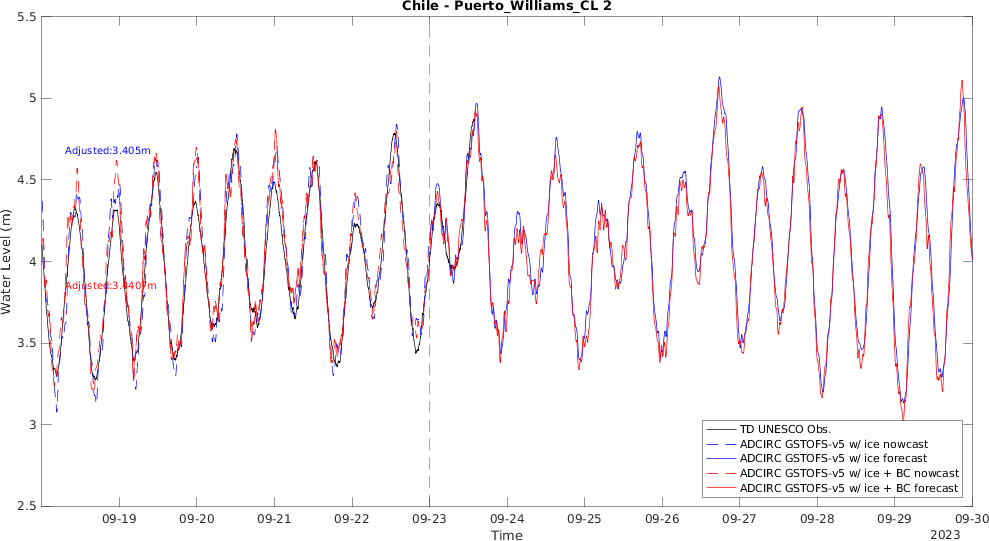 Chile - Puerto_Williams_CL 2
5.5
5
4.5
4
3.5
3
2.5
Water Level (m)
Adjusted:3.405m
Adjusted:3.4407m
TD UNESCO Obs.
ADCIRC GSTOFS-v5 w/ ice nowcast
ADCIRC GSTOFS-v5 w/ ice forecast
ADCIRC GSTOFS-v5 w/ ice + BC nowcast
ADCIRC GSTOFS-v5 w/ ice + BC forecast
09-19 09-20 09-21 09-22 09-23 09-24 09-25 09-26 09-27 09-28 09-29 09-30
Time
2023